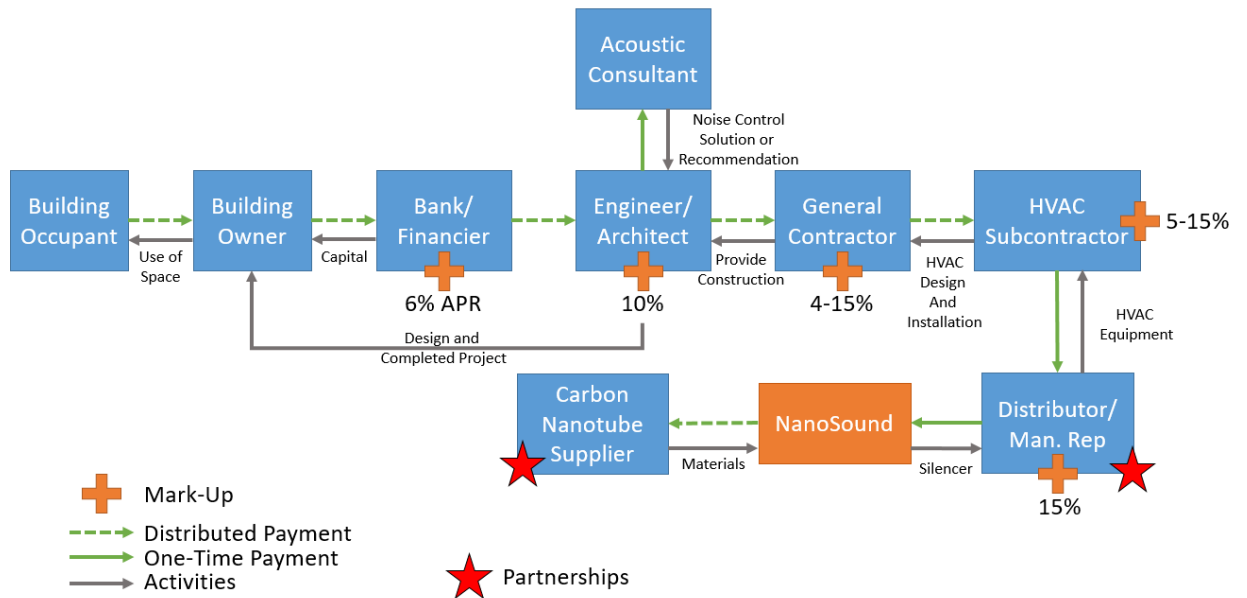 Acoustic
Consultant
Noise Control
Solution or
Recommendation
Building
Occupant
Building
Owner
Bank/
Financier
Engineer/
Architect
General
Contractor
HVAC
Subcontractor
5-15%
Use of
Space
Capital
Provide
Construction
HVAC
Design
And
Installation
6% APR
10%
4-15%
HVAC
Equipment
Design and
Completed Project
Carbon
Nanotube
Supplier
NanoSound
Distributor/
Man. Rep
Materials
Silencer
15%
Mark-Up
Distributed Payment
One-Time Payment
Activities
Partnerships